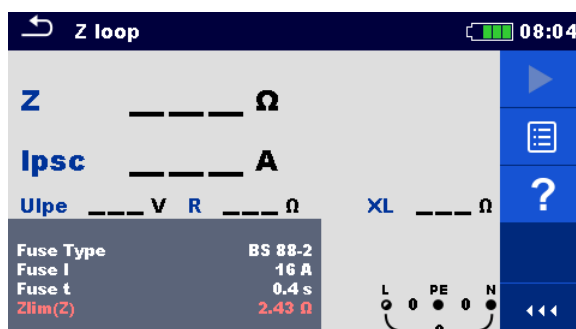 Z loop 08:04
Z ___ Ω
Ipsc ___ A
Ulpe ___ V R ___ Ω XL ___ Ω
?
Fuse Type BS 88-2
Fuse I 16 A
Fuse t 0.4 s
Zlim(Z) 2.43 Ω
L PE N
0 0